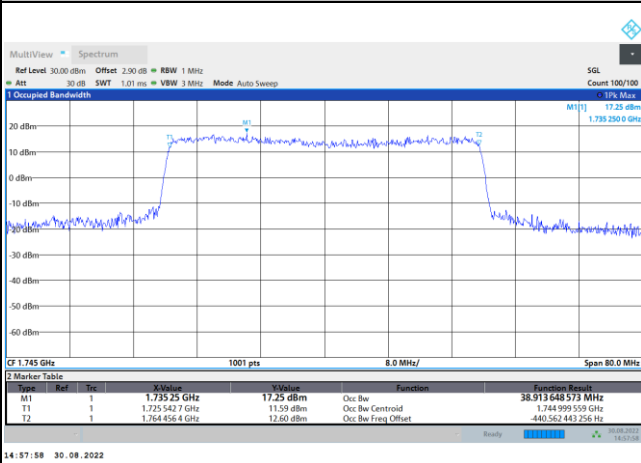 MultiView Spectrum
Ref Level 30.00 dBm Offset 2.90 dB RBW 1 MHz SGL
Att 30 dB SWT 1.01 ms VBW 3 MHz Mode Auto Sweep Count 100/100
1 Occupied Bandwidth 1Pk Max
M1[1] 17.25 dBm
1.735 250 0 GHz
M1
T1 T2
20 dBm
10 dBm
0 dBm
-10 dBm
-20 dBm
-30 dBm
-40 dBm
-50 dBm
-60 dBm
CF 1.745 GHz 1001 pts 8.0 MHz/ Span 80.0 MHz
2 Marker Table
Type Ref Trc X-Value Y-Value Function Function Result
M1 1 1.735 25 GHz 17.25 dBm Occ Bw 38.913 648 573 MHz
T1 1 1.725 542 7 GHz 11.59 dBm Occ Bw Centroid 1.744 999 559 GHz
T2 1 1.764 456 4 GHz 12.60 dBm Occ Bw Freq Offset -440.562 443 256 Hz
Ready 30.08.2022
14:57:58
14:57:58 30.08.2022